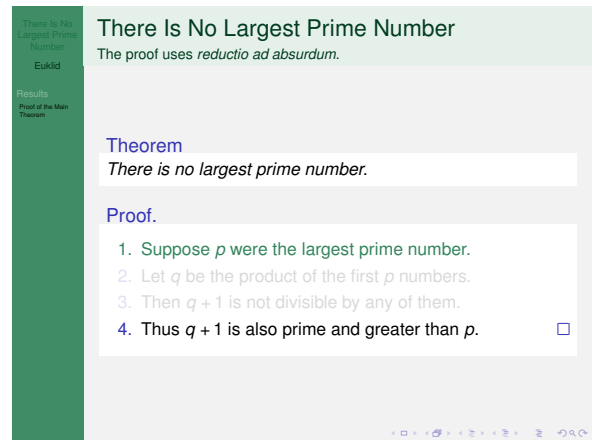 There Is No
Largest Prime
Number
Euklid
Results
Proof of the Main
Theorem
There Is No Largest Prime Number
The proof uses reductio ad absurdum.
Theorem
There is no largest prime number.
Proof.
1. Suppose p were the largest prime number.
2. Let q be the product of the first p numbers.
3. Then q + 1 is not divisible by any of them.
4. Thus q + 1 is also prime and greater than p. □